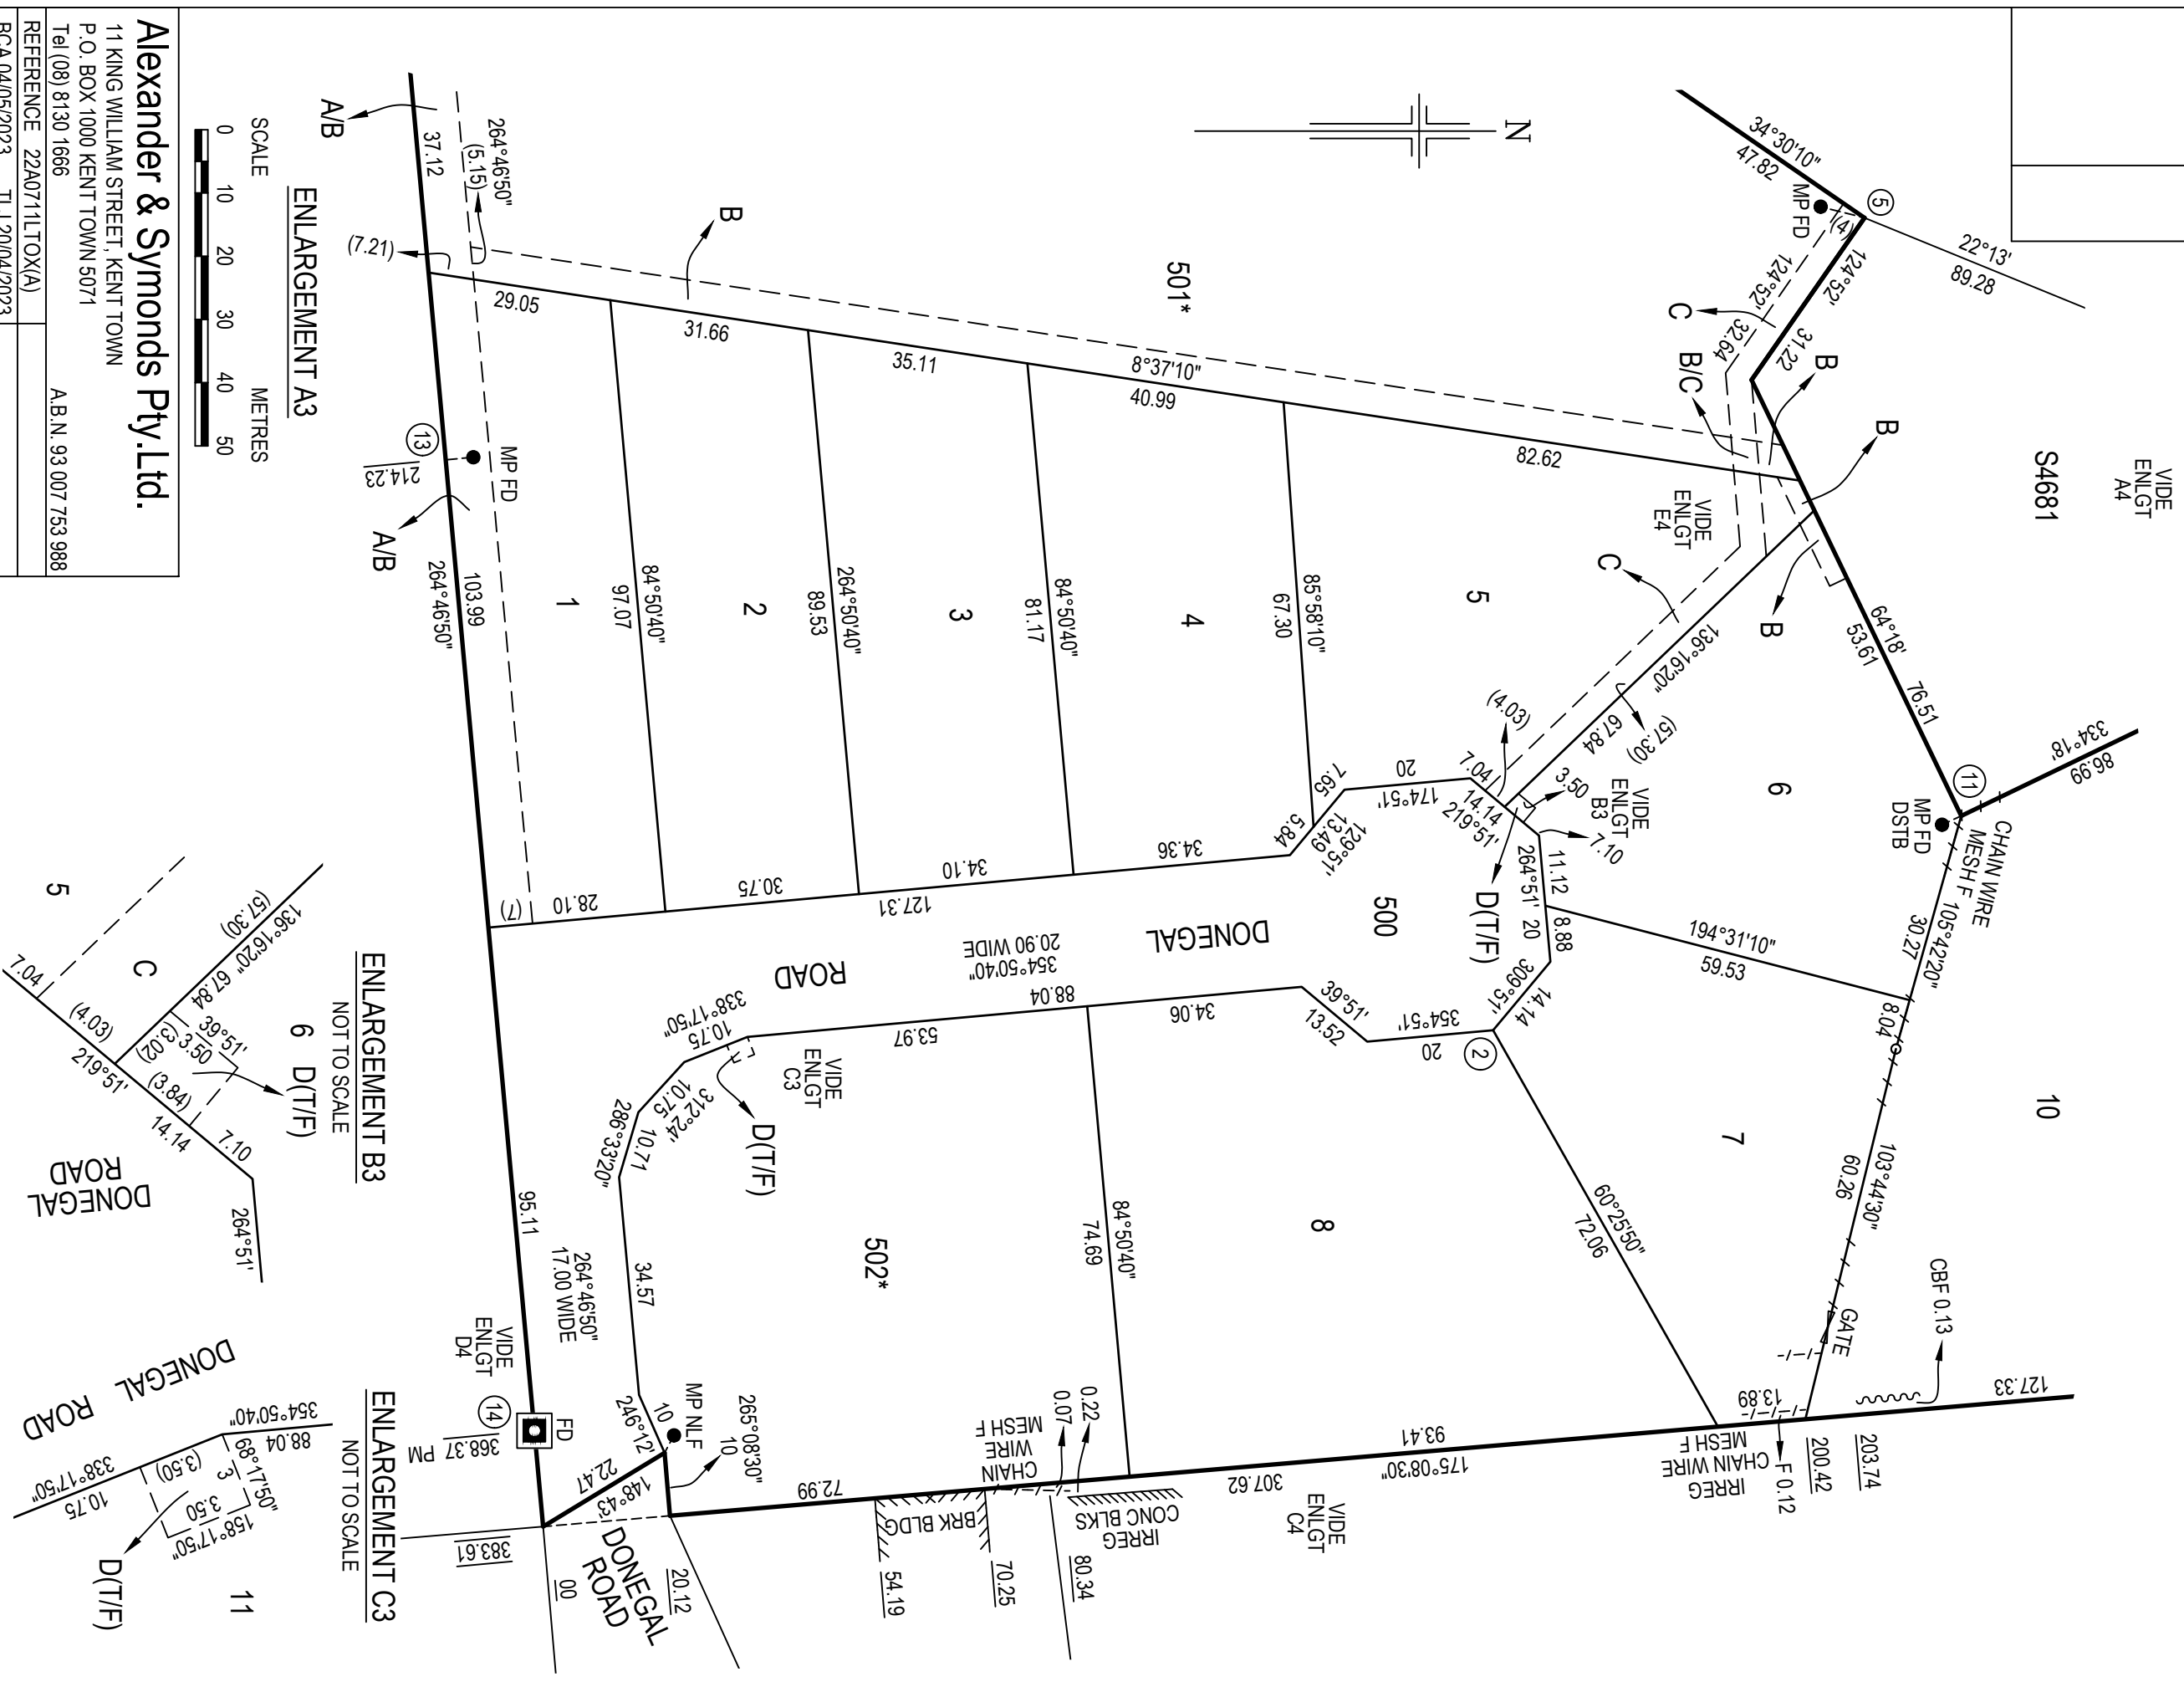 VIDE
ENLGT
A4
S4681
34°30'10"
47.82
MP FD
5
(4)
22°13'
89.28
124°52'
31.22
124°52'
32.64
C
B/C
B
B
B
64°18'
53.61
76.51
334°18'
86.99
11
MP FD
DSTB
CHAIN WIRE
MESH F
105°42'20"
30.27
8.04
10
103°44'30"
60.26
GATE
CBF 0.13
127.33
13.89
F 0.12
200.42
203.74
IRREG
CHAIN WIRE
MESH F
N
501*
VIDE
ENLGT
E4
C
136°16'20"
67.84
(57.30)
(4.03)
3.50
VIDE
ENLGT
B3
7.10
6
7.04
14.14
219°51'
D(T/F)
11.12
8.88
264°51'
20
309°51'
14.14
194°31'10"
59.53
7
60°25'50"
72.06
2
5
82.62
8°37'10"
40.99
85°58'10"
67.30
20
174°51'
7.65
5.84
13.49
129°51'
500
354°51'
20
39°51'
13.52
4
34.36
35.11
84°50'40"
81.17
3
34.10
31.66
264°50'40"
89.53
2
30.75
127.31
84°50'40"
97.07
1
28.10
(7)
29.05
B
264°46'50"
(5.15)
(7.21)
37.12
A/B
13
MP FD
214.23
A/B
103.99
264°46'50"
DONEGAL
ROAD
354°50'40"
20.90 WIDE
34.06
88.04
53.97
338°17'50"
10.75
VIDE
ENLGT
C3
D(T/F)
312°24'
10.75
286°33'20"
10.71
34.57
502*
84°50'40"
74.69
8
93.41
175°08'30"
307.62
VIDE
ENLGT
C4
0.22
0.07
CHAIN
WIRE
MESH F
IRREG
CONC BLKS
80.34
70.25
BRK BLDG
54.19
72.99
20.12
265°08'30"
10
MP NLF
246°12'
10
22.47
148°43'
DONEGAL
ROAD
00
383.61
FD
14
368.37 PM
VIDE
ENLGT
D4
264°46'50"
17.00 WIDE
95.11
ENLARGEMENT A3
SCALE
METRES
0 10 20 30 40 50
Alexander & Symonds Pty.Ltd.
11 KING WILLIAM STREET, KENT TOWN
P.O. BOX 1000 KENT TOWN 5071
Tel (08) 8130 1666 A.B.N. 93 007 753 988
REFERENCE 22A0711LTOX(A)
BCA 04/05/2023 TLJ 20/04/2023
ENLARGEMENT B3
NOT TO SCALE
5
C
(57.30)
136°16'20"
67.84
7.04
(4.03)
219°51'
(3.02)
3.50
39°51'
6
D(T/F)
(3.84)
14.14
7.10
DONEGAL
ROAD
264°51'
ENLARGEMENT C3
NOT TO SCALE
DONEGAL ROAD
354°50'40"
88.04
68°17'50"
3
(3.50)
3.50
338°17'50"
10.75
158°17'50"
D(T/F)
11